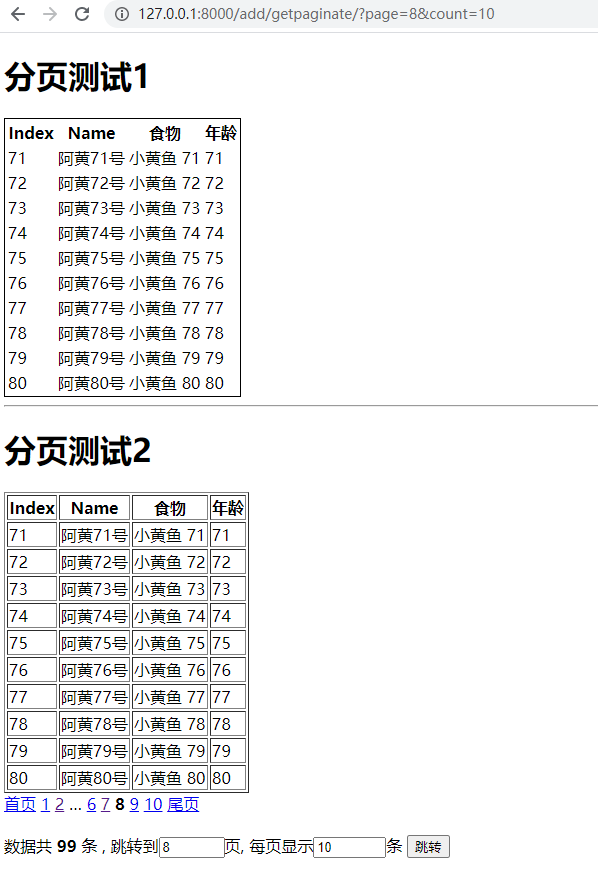 127.0.0.1:8000/add/getpaginate/?page=8&count=10
分页测试1
Index Name 食物 年龄
71 阿黄71号 小黄鱼 71 71
72 阿黄72号 小黄鱼 72 72
73 阿黄73号 小黄鱼 73 73
74 阿黄74号 小黄鱼 74 74
75 阿黄75号 小黄鱼 75 75
76 阿黄76号 小黄鱼 76 76
77 阿黄77号 小黄鱼 77 77
78 阿黄78号 小黄鱼 78 78
79 阿黄79号 小黄鱼 79 79
80 阿黄80号 小黄鱼 80 80
分页测试2
Index Name 食物 年龄
71 阿黄71号 小黄鱼 71 71
72 阿黄72号 小黄鱼 72 72
73 阿黄73号 小黄鱼 73 73
74 阿黄74号 小黄鱼 74 74
75 阿黄75号 小黄鱼 75 75
76 阿黄76号 小黄鱼 76 76
77 阿黄77号 小黄鱼 77 77
78 阿黄78号 小黄鱼 78 78
79 阿黄79号 小黄鱼 79 79
80 阿黄80号 小黄鱼 80 80
首页 1 2 ... 6 7 8 9 10 尾页
数据共 99 条 , 跳转到 8 页, 每页显示 10 条 跳转